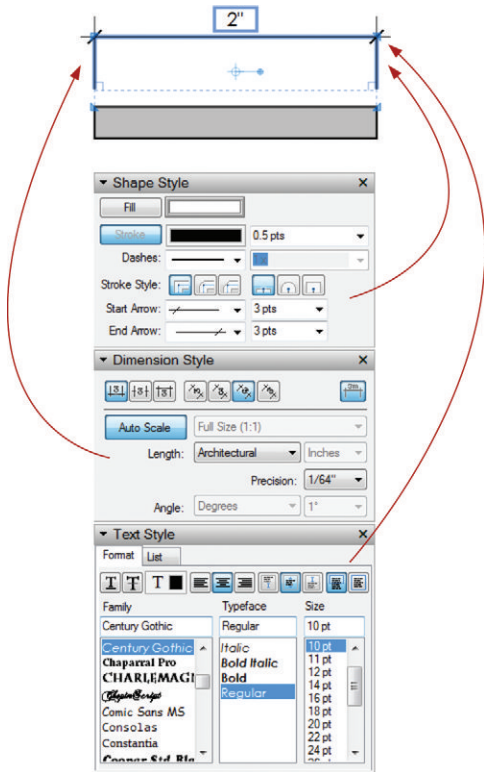 2"
Shape Style
Fill
Stroke 0.5 pts
Dashes: 1 x
Stroke Style:
Start Arrow: 3 pts
End Arrow: 3 pts
Dimension Style
Auto Scale Full Size (1:1)
Length: Architectural Inches
Precision: 1/64"
Angle: Degrees 1°
Text Style
Format List
Family Typeface Size
Century Gothic Regular 10 pt
Century Gothic Italic 10 pt
Chaparral Pro Bold Italic 11 pt
CHARLEMAG Bold 12 pt
Regular 14 pt
Comic Sans MS 16 pt
Consolas 18 pt
Constantia 20 pt
Cooper Std 22 pt
24 pt